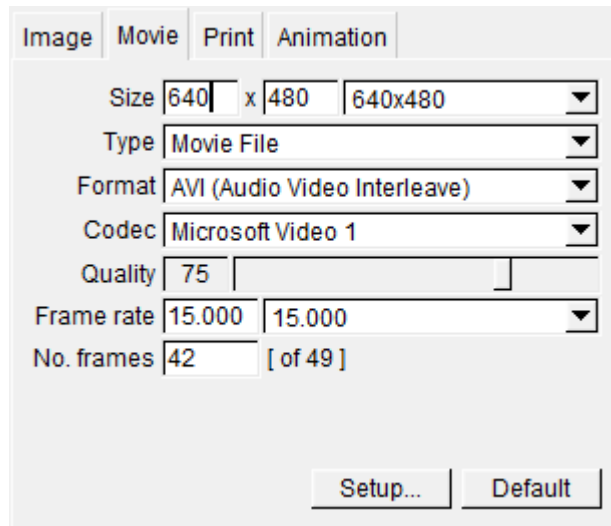 Image Movie Print Animation
Size 640 x 480 640x480
Type Movie File
Format AVI (Audio Video Interleave)
Codec Microsoft Video 1
Quality 75
Frame rate 15.000 15.000
No. frames 42 [ of 49 ]
Setup... Default